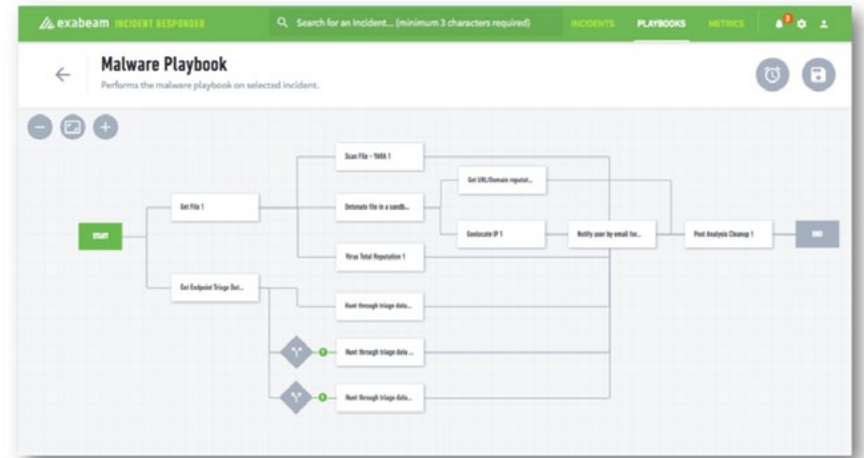 exabeam INCIDENT RESPONDER
Search for an Incident... (minimum 3 characters required)
INCIDENTS
PLAYBOOKS
METRICS
3
Malware Playbook
Performs the malware playbook on selected incident.
Scan File - YARA 1
Get URL/Domain reputat...
Get File 1
Detonate file in a sandb...
START
Geolocate IP 1
Notify user by email for...
Post Analysis Cleanup 1
END
Virus Total Reputation 1
Get Endpoint Triage Dat...
Hunt through triage data...
Hunt through triage data ...
Hunt through triage data...